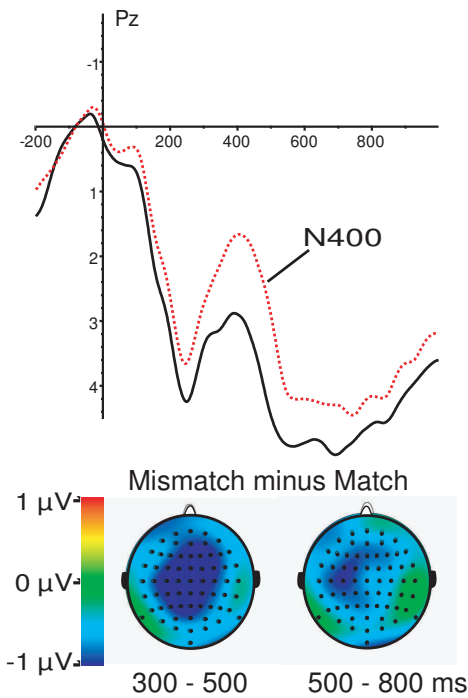 Pz
-1
-200 200 400 600 800
1
N400
2
3
4
Mismatch minus Match
1 µV
0 µV
-1 µV
300 - 500 500 - 800 ms